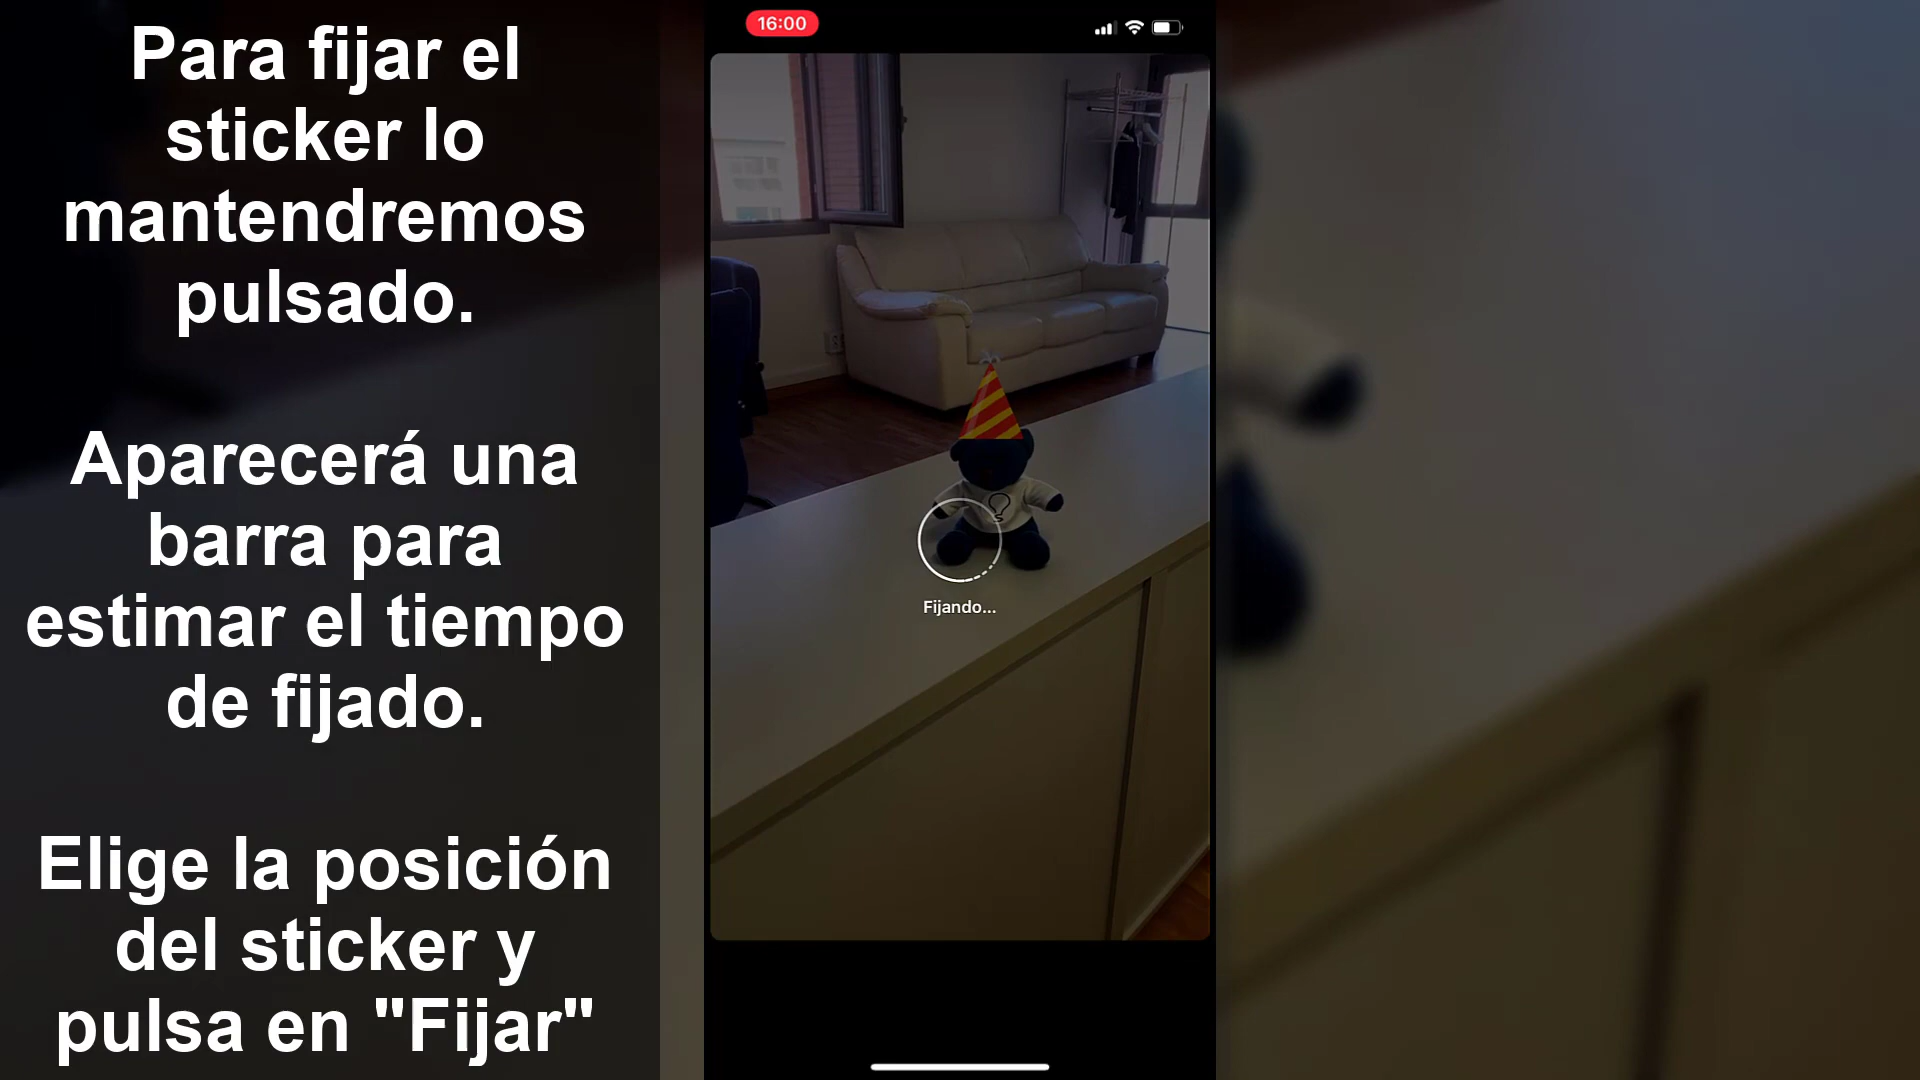 Para fijar el
sticker lo
mantendremos
pulsado.
Aparecerá una
barra para
estimar el tiempo
de fijado.
Elige la posición
del sticker y
pulsa en "Fijar"
16:00
Fijando...